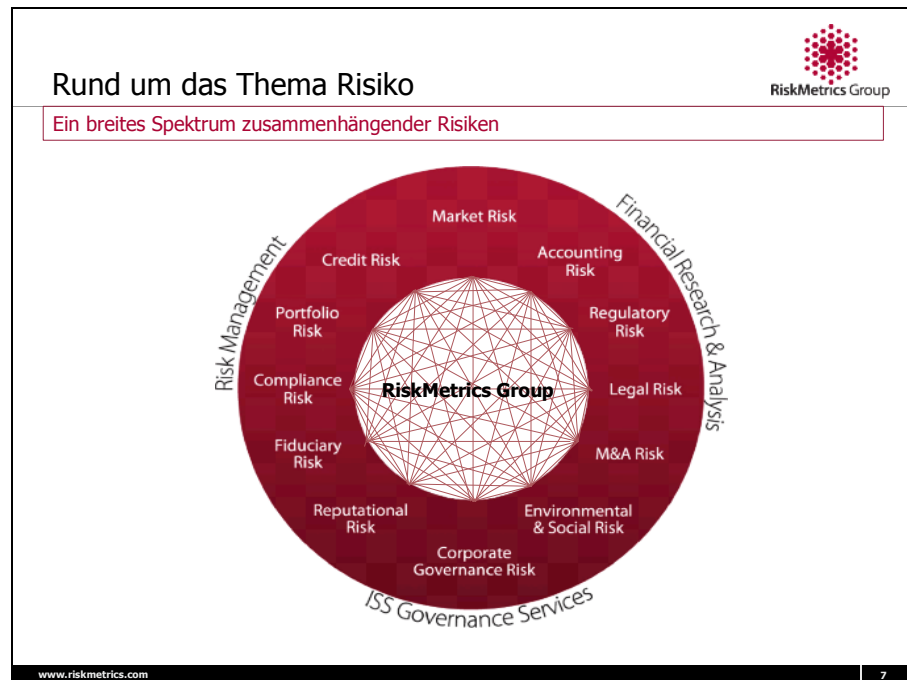 Rund um das Thema Risiko
RiskMetrics Group
Ein breites Spektrum zusammenhängender Risiken
Risk Management
Financial Research & Analysis
ISS Governance Services
Market Risk
Accounting
Risk
Regulatory
Risk
Legal Risk
M&A Risk
Environmental
& Social Risk
Corporate
Governance Risk
Reputational
Risk
Fiduciary
Risk
Compliance
Risk
Portfolio
Risk
Credit Risk
RiskMetrics Group
www.riskmetrics.com
7